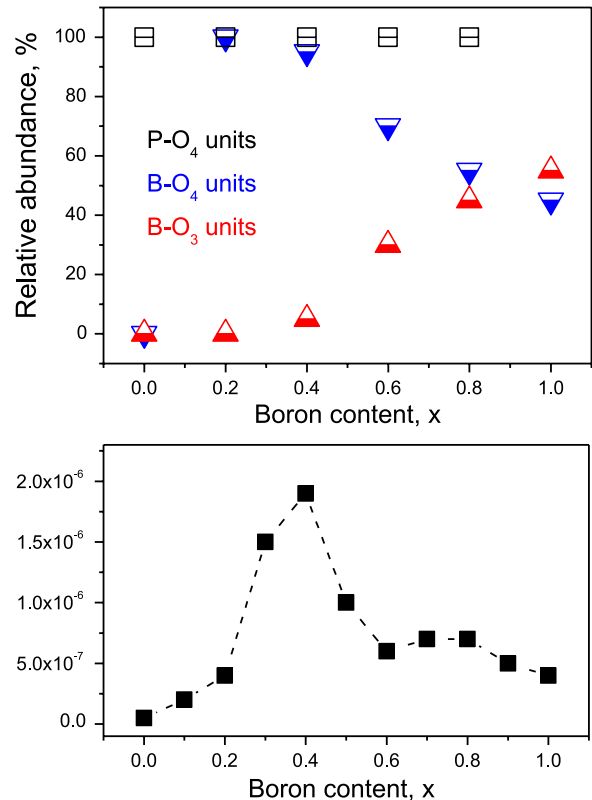 Relative abundance, %
100
80
60
40
20
0
P-O₄ units
B-O₄ units
B-O₃ units
0.0 0.2 0.4 0.6 0.8 1.0
Boron content, x
2.0x10⁻⁶
1.5x10⁻⁶
1.0x10⁻⁶
5.0x10⁻⁷
0.0
0.0 0.2 0.4 0.6 0.8 1.0
Boron content, x